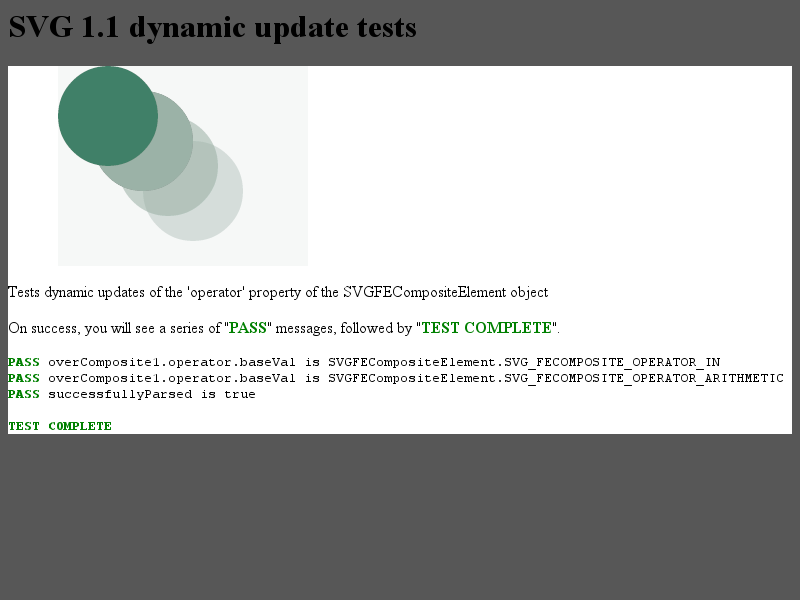 SVG 1.1 dynamic update tests
Tests dynamic updates of the 'operator' property of the SVGFECompositeElement object
On success, you will see a series of "PASS" messages, followed by "TEST COMPLETE".
PASS overComposite1.operator.baseVal is SVGFECompositeElement.SVG_FECOMPOSITE_OPERATOR_IN
PASS overComposite1.operator.baseVal is SVGFECompositeElement.SVG_FECOMPOSITE_OPERATOR_ARITHMETIC
PASS successfullyParsed is true
TEST COMPLETE